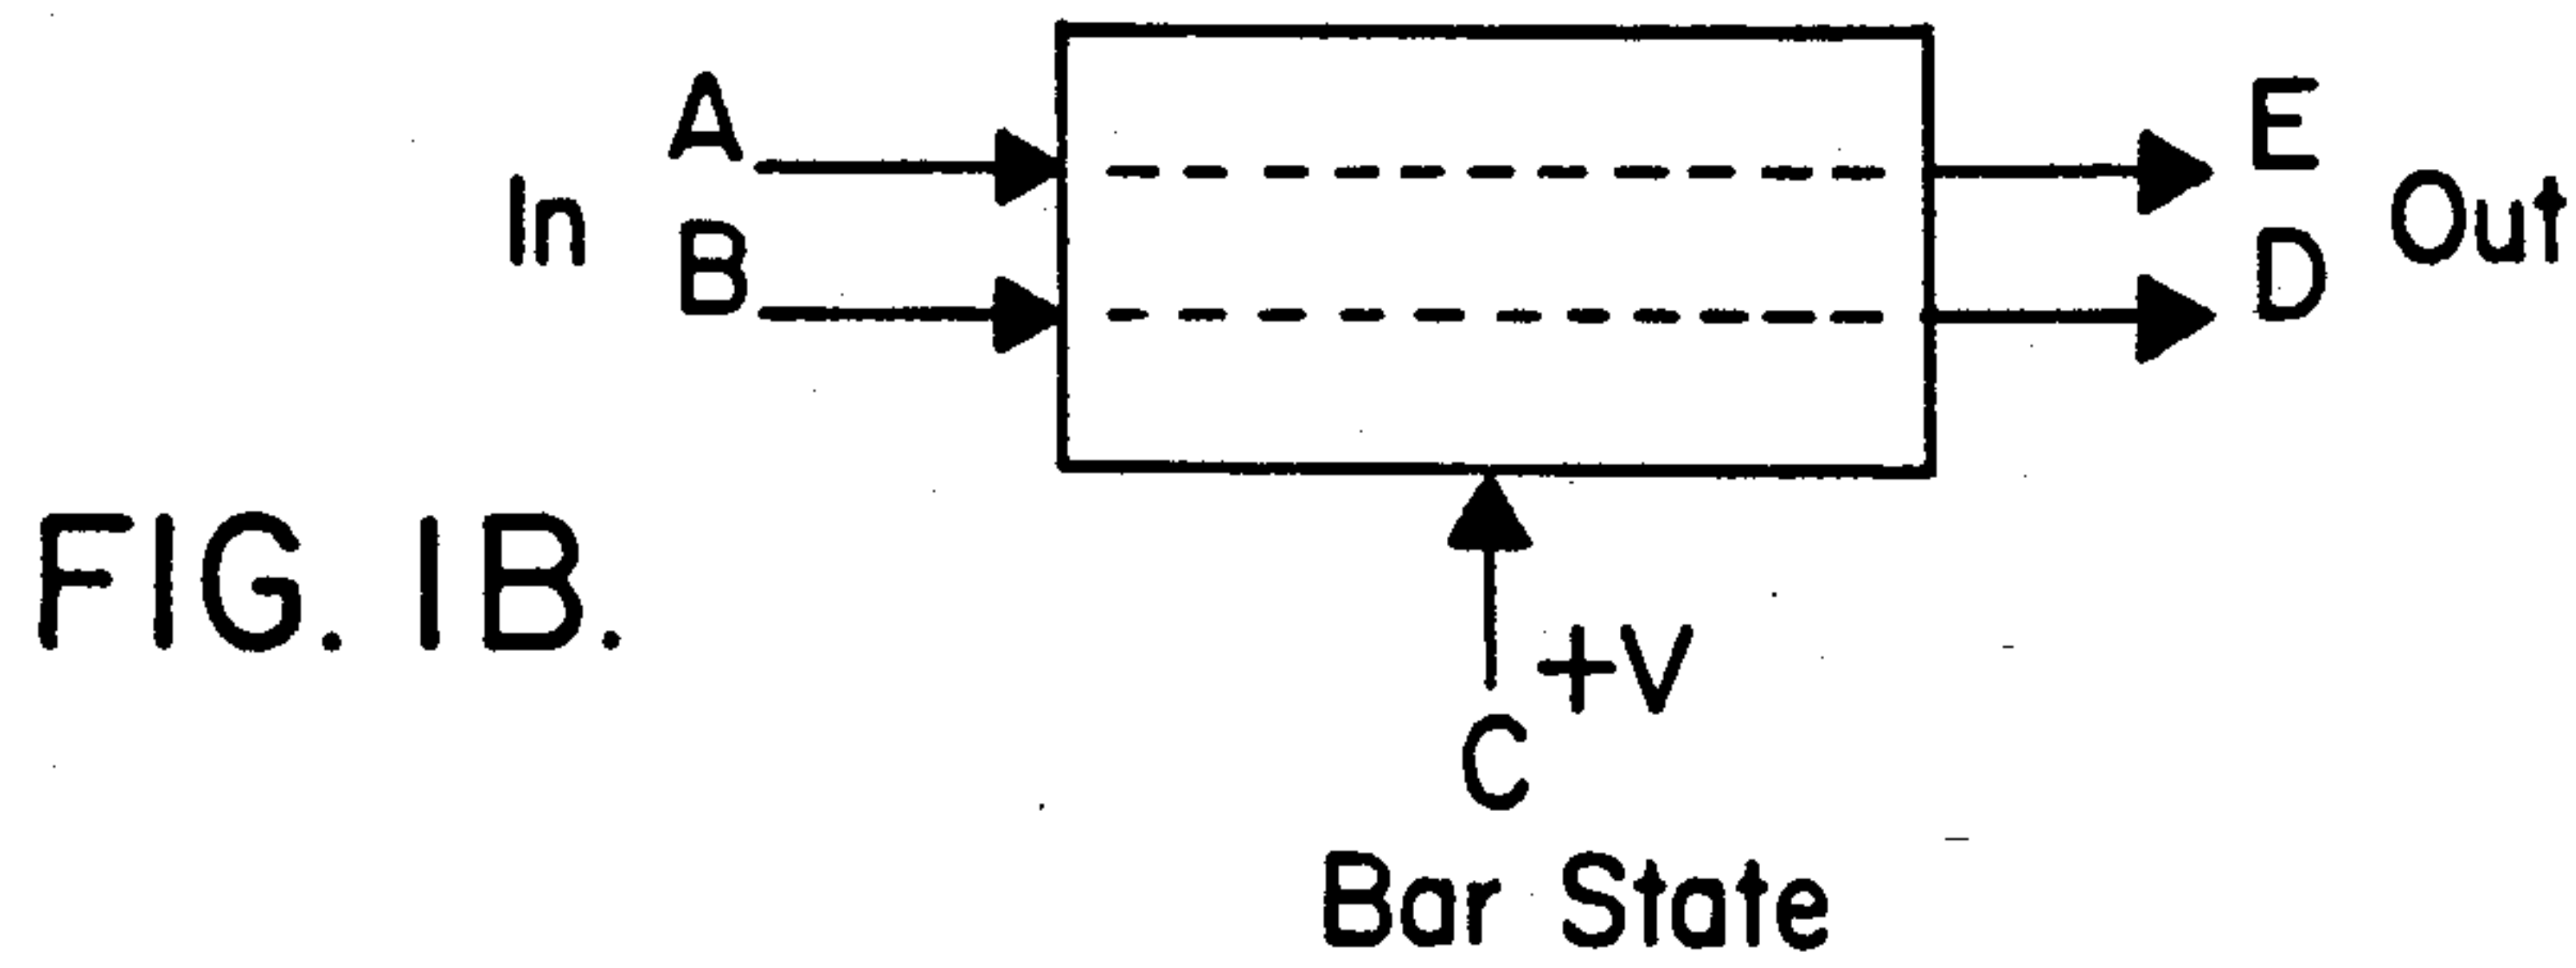 A
E
In
Out
B
D
FIG. 1B.
+V
C
Bar State